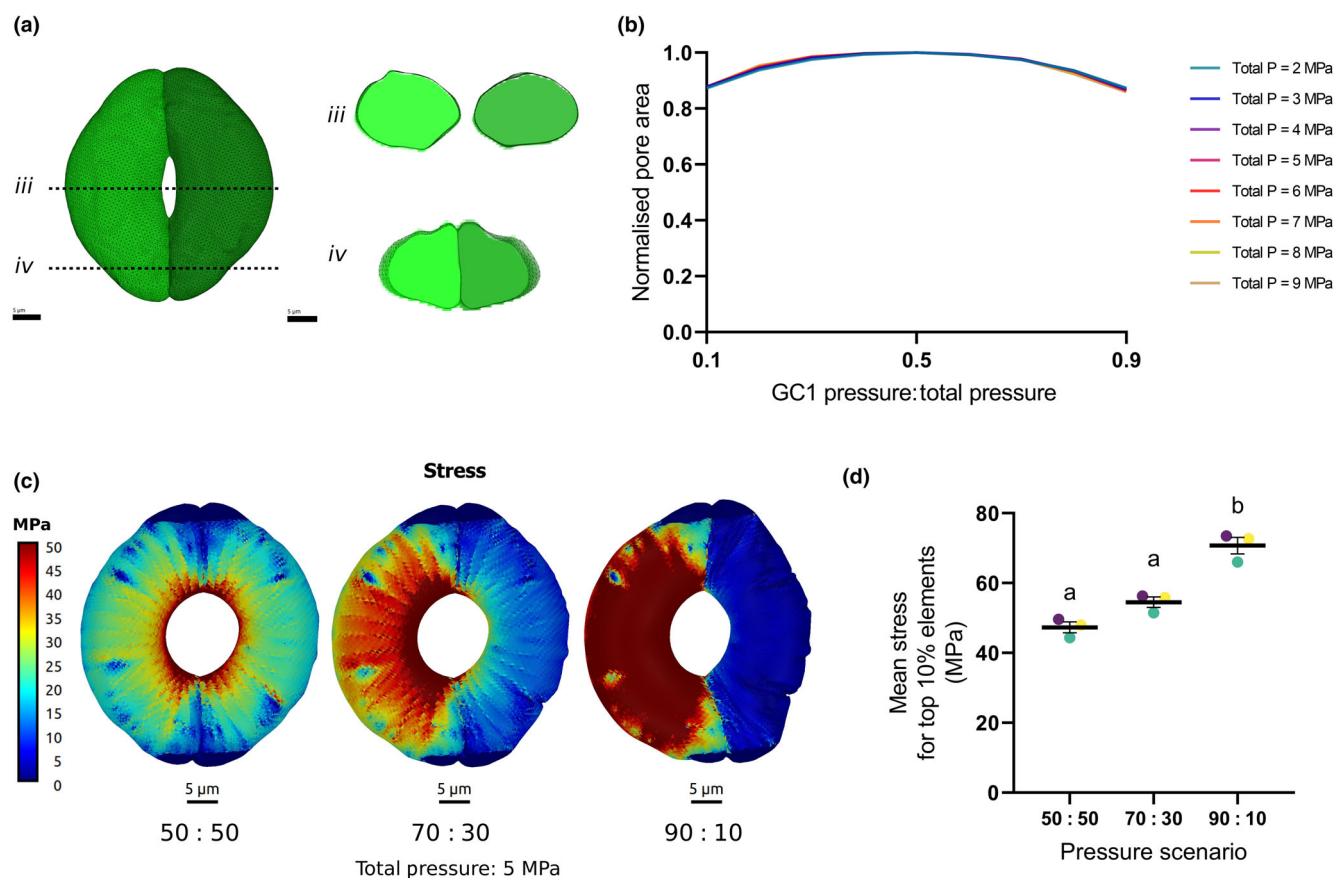 (a)
iii
iv
5 µm
5 µm
iii
iv
(b)
1.0
0.8
0.6
0.4
0.2
0.0
Normalised pore area
0.1
0.5
0.9
GC1 pressure:total pressure
Total P = 2 MPa
Total P = 3 MPa
Total P = 4 MPa
Total P = 5 MPa
Total P = 6 MPa
Total P = 7 MPa
Total P = 8 MPa
Total P = 9 MPa
(c)
Stress
MPa
50
45
40
35
30
25
20
15
10
5
0
5 µm
50 : 50
5 µm
70 : 30
5 µm
90 : 10
Total pressure: 5 MPa
(d)
Mean stress
for top 10% elements
(MPa)
80
60
40
20
0
a
a
b
50 : 50
70 : 30
90 : 10
Pressure scenario